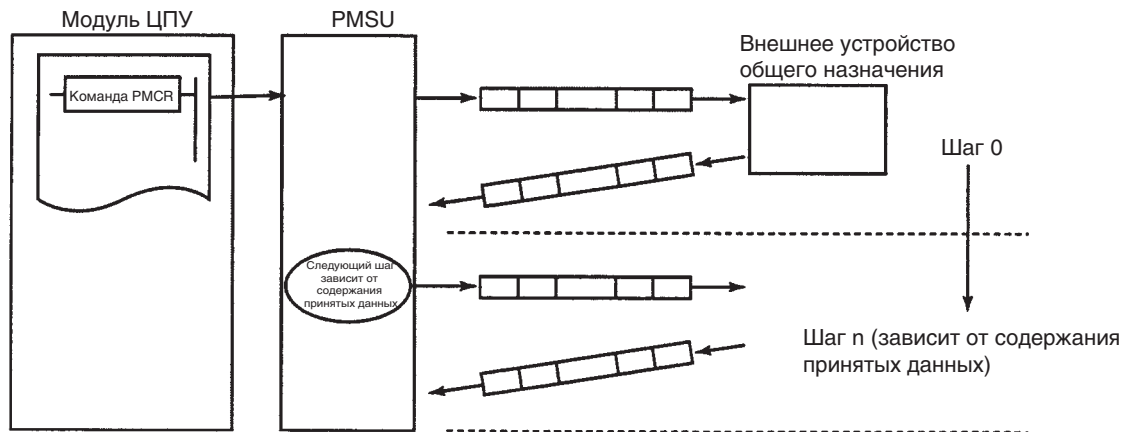 Модуль ЦПУ
PMSU
Внешнее устройство
общего назначения
Команда PMCR
Шаг 0
Следующий шаг
зависит от
содержания
принятых данных
Шаг n (зависит от содержания
принятых данных)